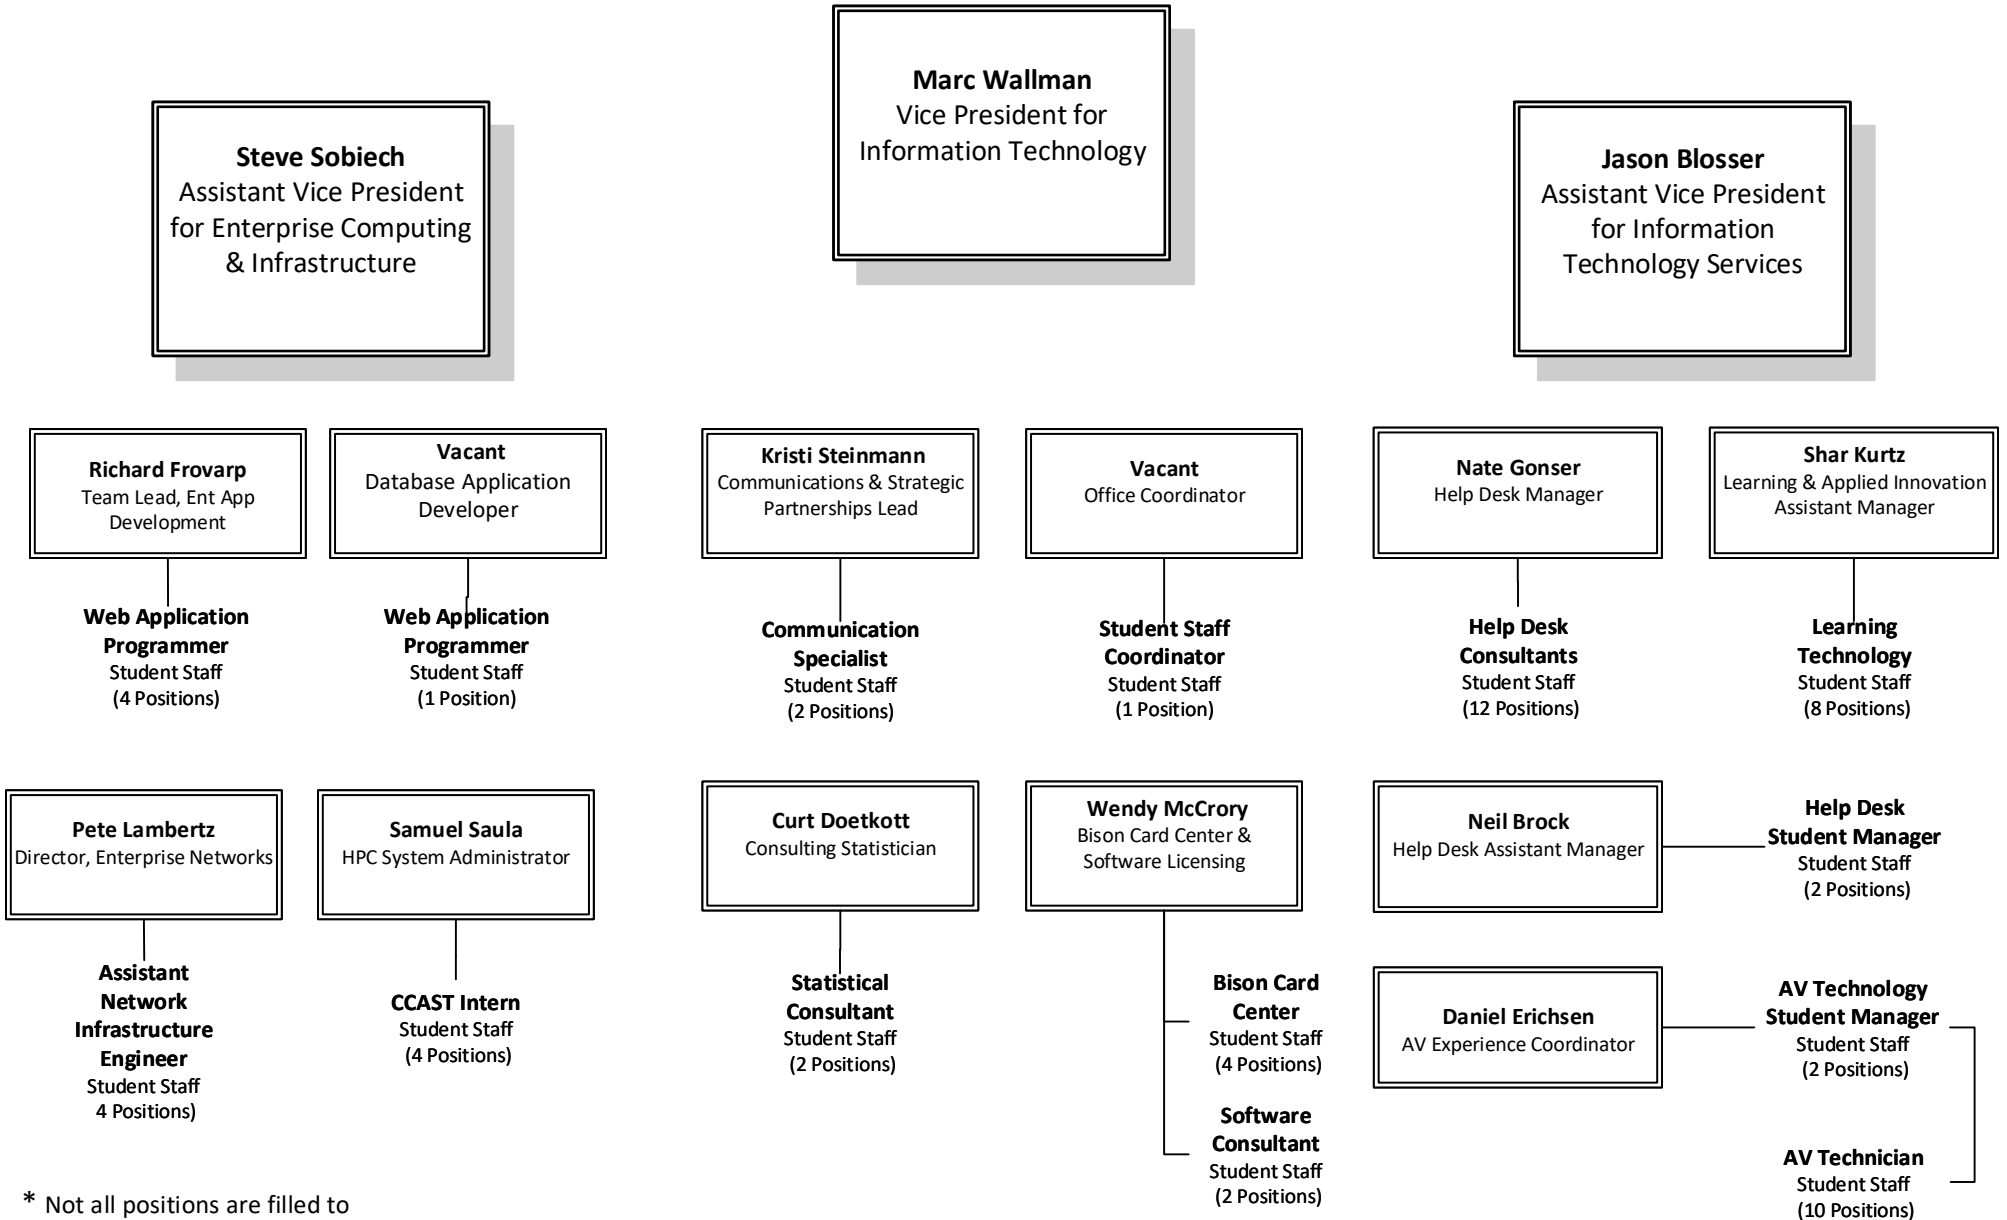 Marc Wallman
Vice President for
Information Technology
Steve Sobiech
Assistant Vice President
for Enterprise Computing
& Infrastructure
Jason Blosser
Assistant Vice President
for Information
Technology Services
Richard Frovarp
Team Lead, Ent App
Development
Web Application
Programmer
Student Staff
(4 Positions)
Vacant
Database Application
Developer
Web Application
Programmer
Student Staff
(1 Position)
Kristi Steinmann
Communications & Strategic
Partnerships Lead
Communication
Specialist
Student Staff
(2 Positions)
Vacant
Office Coordinator
Student Staff
Coordinator
Student Staff
(1 Position)
Nate Gonser
Help Desk Manager
Help Desk
Consultants
Student Staff
(12 Positions)
Shar Kurtz
Learning & Applied Innovation
Assistant Manager
Learning
Technology
Student Staff
(8 Positions)
Pete Lambertz
Director, Enterprise Networks
Assistant
Network
Infrastructure
Engineer
Student Staff
4 Positions)
Samuel Saula
HPC System Administrator
CCAST Intern
Student Staff
(4 Positions)
Curt Doetkott
Consulting Statistician
Statistical
Consultant
Student Staff
(2 Positions)
Wendy McCrory
Bison Card Center &
Software Licensing
Bison Card
Center
Student Staff
(4 Positions)
Software
Consultant
Student Staff
(2 Positions)
Neil Brock
Help Desk Assistant Manager
Help Desk
Student Manager
Student Staff
(2 Positions)
Daniel Erichsen
AV Experience Coordinator
AV Technology
Student Manager
Student Staff
(2 Positions)
AV Technician
Student Staff
(10 Positions)
* Not all positions are filled to